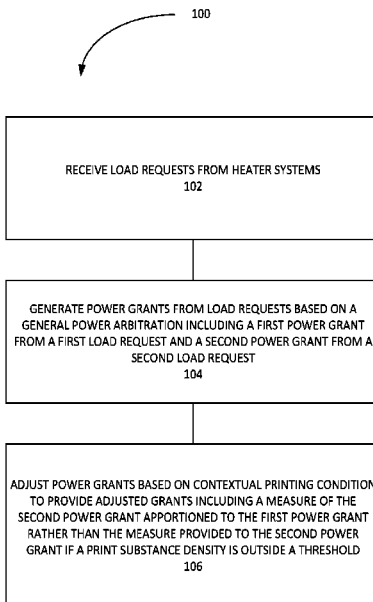 100
RECEIVE LOAD REQUESTS FROM HEATER SYSTEMS
102
GENERATE POWER GRANTS FROM LOAD REQUESTS BASED ON A
GENERAL POWER ARBITRATION INCLUDING A FIRST POWER GRANT
FROM A FIRST LOAD REQUEST AND A SECOND POWER GRANT FROM A
SECOND LOAD REQUEST
104
ADJUST POWER GRANTS BASED ON CONTEXTUAL PRINTING CONDITION
TO PROVIDE ADJUSTED GRANTS INCLUDING A MEASURE OF THE
SECOND POWER GRANT APPORTIONED TO THE FIRST POWER GRANT
RATHER THAN THE MEASURE PROVIDED TO THE SECOND POWER
GRANT IF A PRINT SUBSTANCE DENSITY IS OUTSIDE A THRESHOLD
106